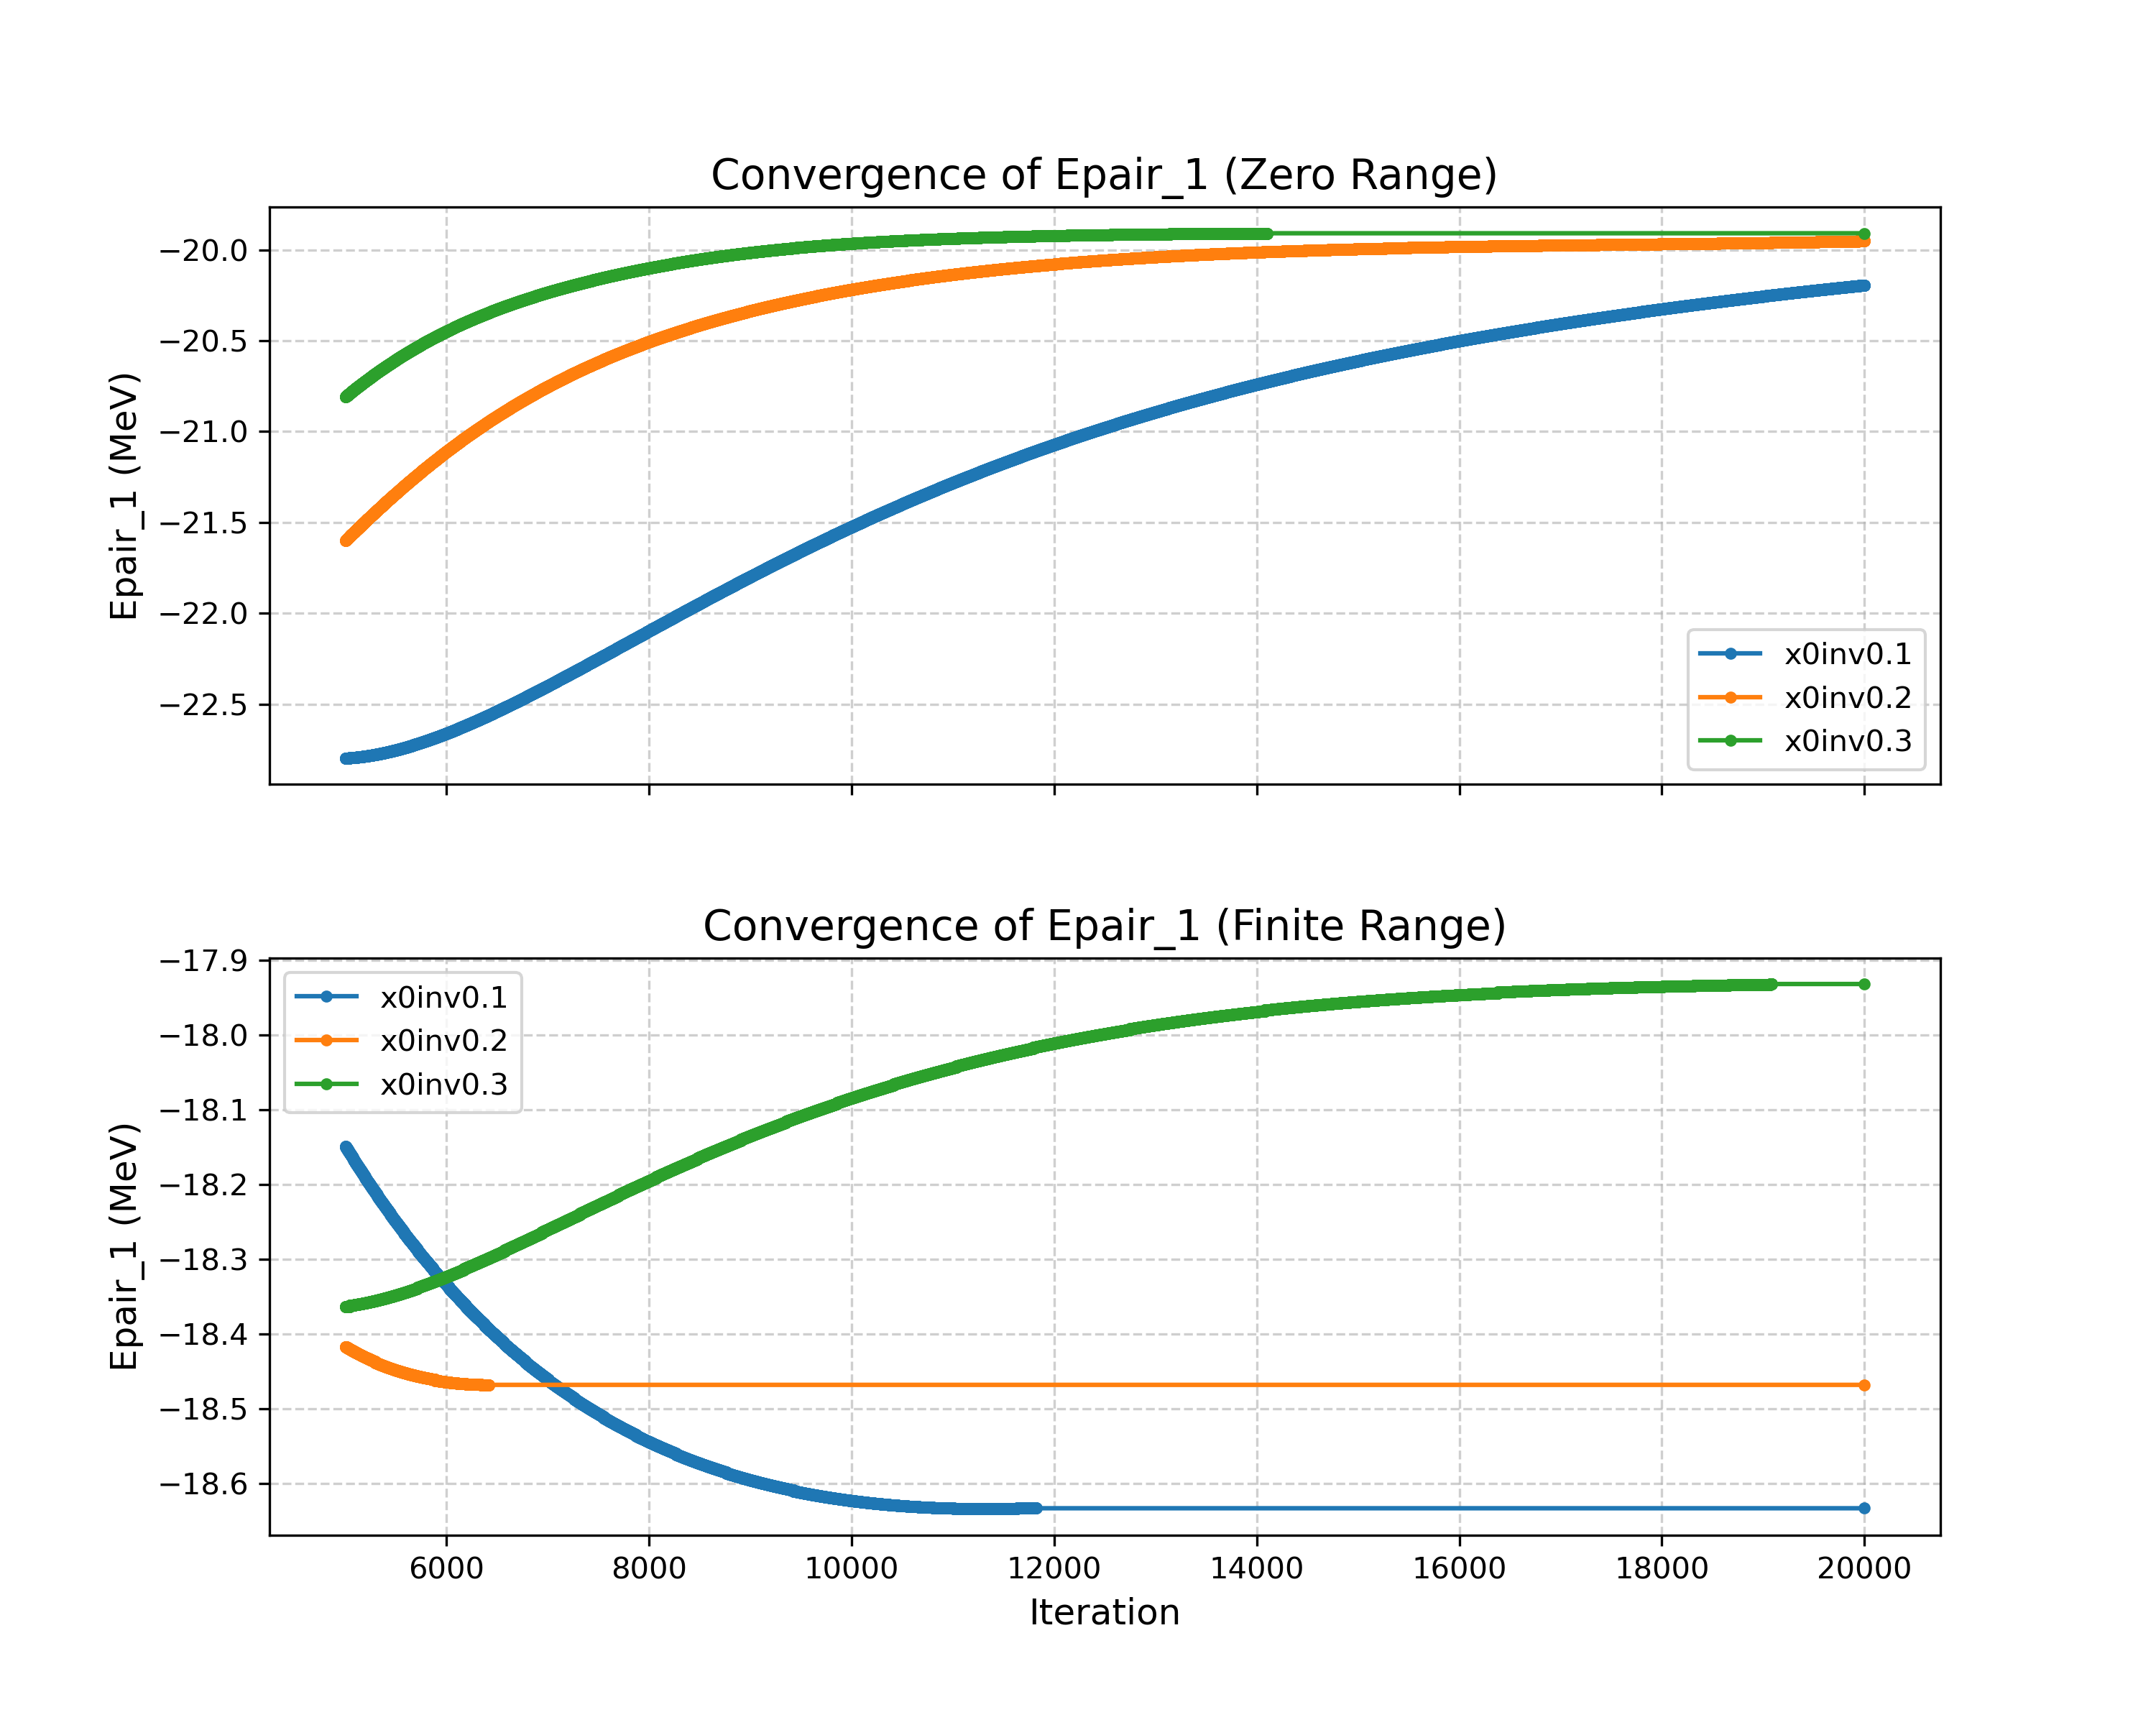 Convergence of Epair_1 (Zero Range)
Epair_1 (MeV)
−20.0
−20.5
−21.0
−21.5
−22.0
−22.5
x0inv0.1
x0inv0.2
x0inv0.3
Convergence of Epair_1 (Finite Range)
Epair_1 (MeV)
−17.9
−18.0
−18.1
−18.2
−18.3
−18.4
−18.5
−18.6
x0inv0.1
x0inv0.2
x0inv0.3
6000 8000 10000 12000 14000 16000 18000 20000
Iteration